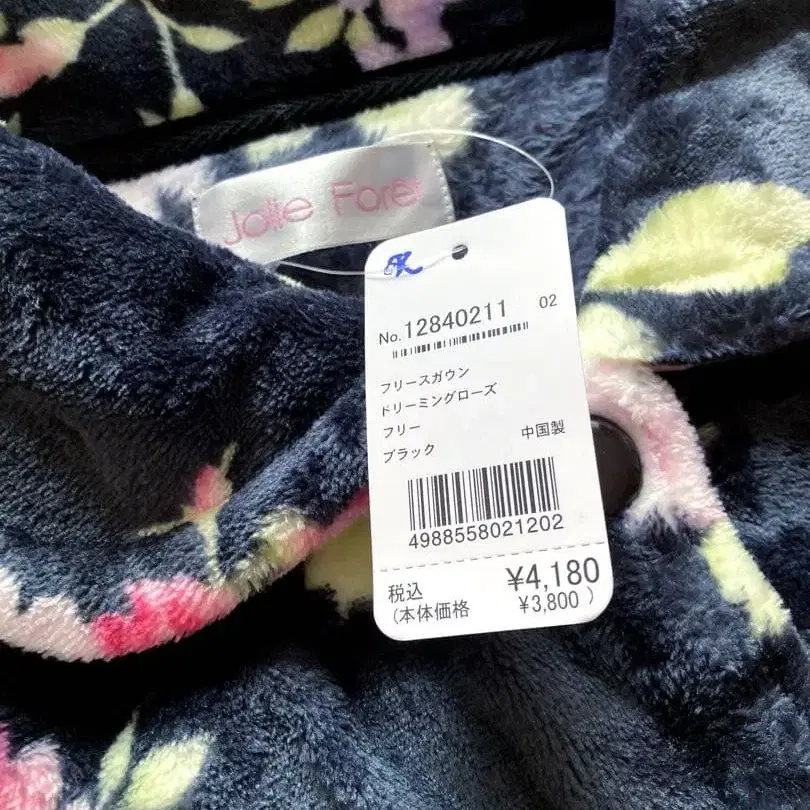 Jolie Foret
No.12840211 02
フリースガウン
ドリーミングローズ
フリー
ブラック 中国製
4988558021202
税込 ¥4,180
(本体価格 ¥3,800 )